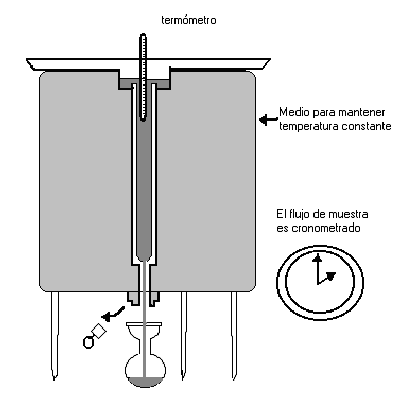 termómetro
Medio para mantener
temperatura constante
El flujo de muestra
es cronometrado